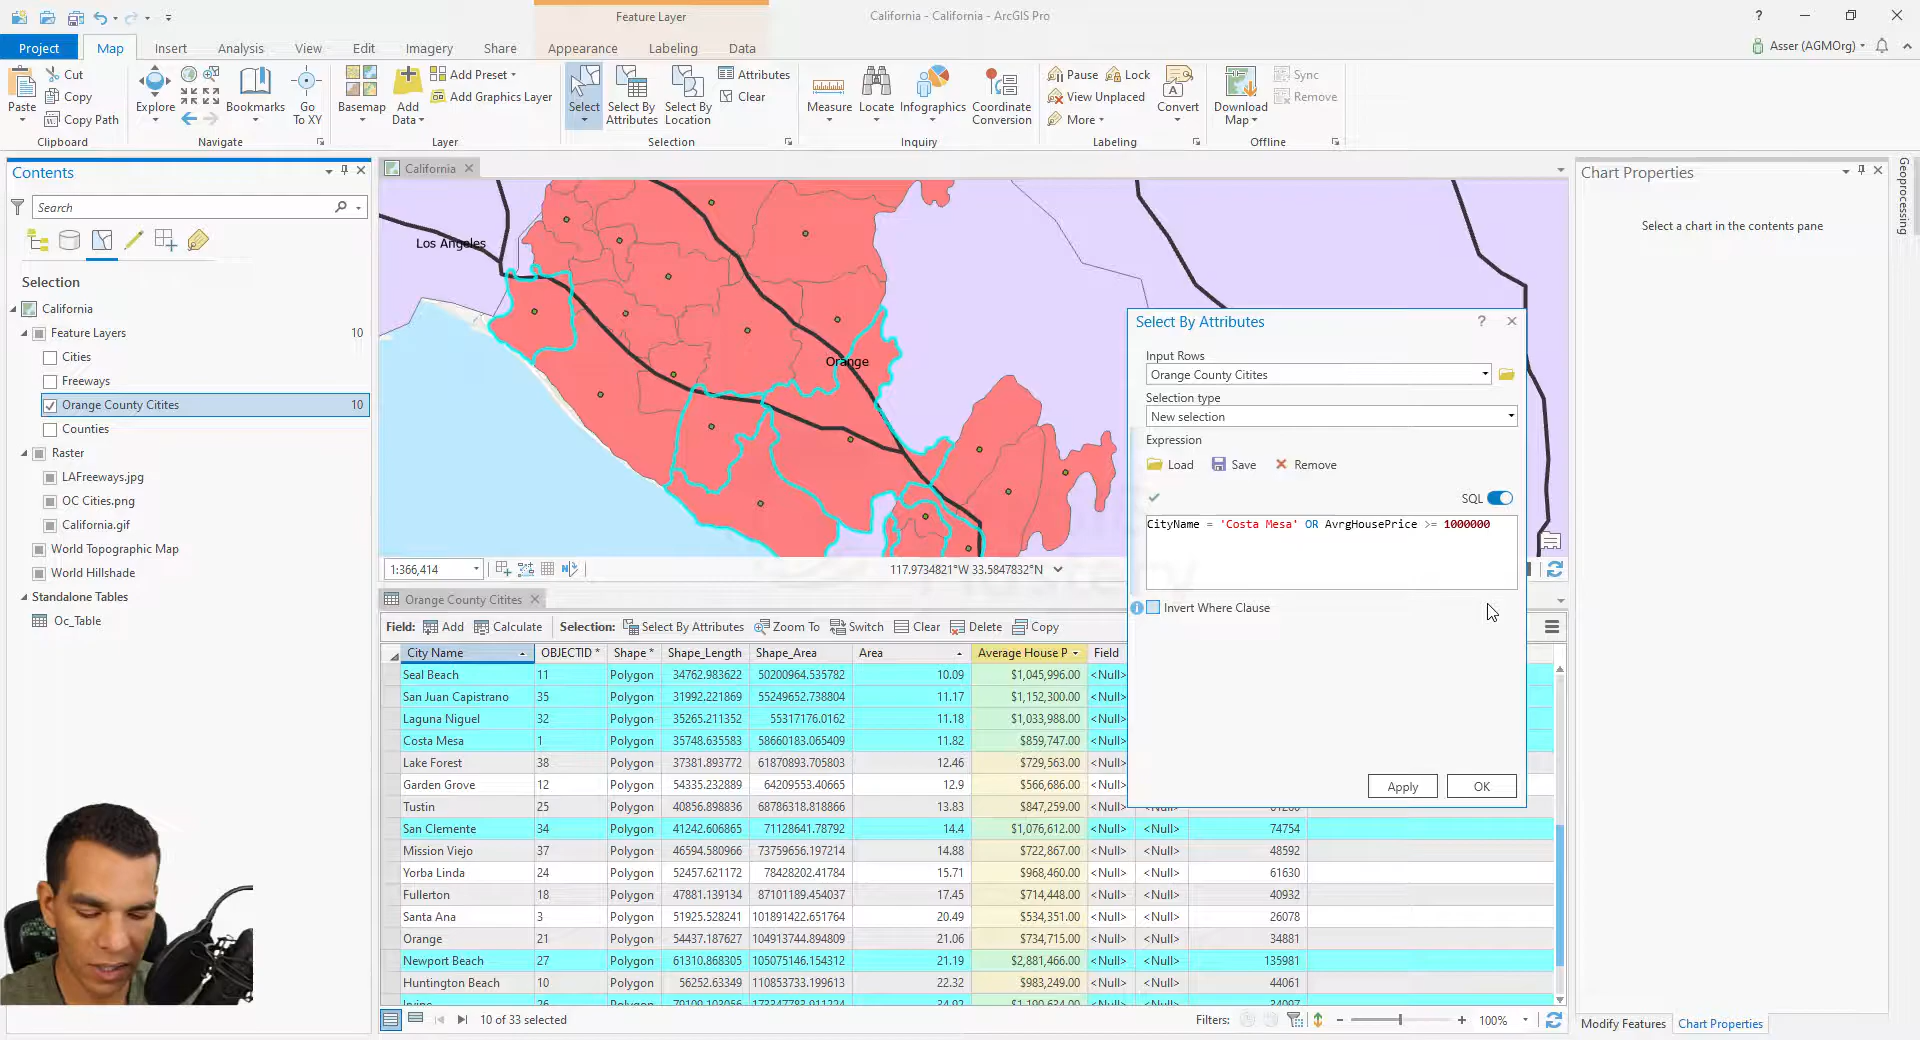 Feature Layer
California - California - ArcGIS Pro
Project Map Insert Analysis View Edit Imagery Share Appearance Labeling Data
Asser (AGMOrg)
Paste
Cut
Copy
Copy Path
Clipboard
Explore
Bookmarks
Go
To XY
Navigate
Basemap
Add
Data
Add Preset
Add Graphics Layer
Layer
Select
Select By
Attributes
Select By
Location
Attributes
Clear
Selection
Measure
Locate
Infographics
Coordinate
Conversion
Inquiry
Pause
Lock
View Unplaced
More
Convert
Labeling
Download
Map
Sync
Remove
Offline
Contents
Search
Selection
California
Feature Layers 10
Cities
Freeways
Orange County Citites 10
Counties
Raster
LAFreeways.jpg
OC Cities.png
California.gif
World Topographic Map
World Hillshade
Standalone Tables
Oc_Table
California
Los Angeles
Orange
1:366,414
117.9734821°W 33.5847832°N
Select By Attributes
Input Rows
Orange County Citites
Selection type
New selection
Expression
Load Save Remove
SQL
CityName = 'Costa Mesa' OR AvrgHousePrice >= 1000000
Invert Where Clause
Apply OK
Chart Properties
Select a chart in the contents pane
Geoprocessing
Orange County Citites
Field: Add Calculate Selection: Select By Attributes Zoom To Switch Clear Delete Copy
City Name OBJECTID * Shape * Shape_Length Shape_Area Area Average House P Field
Seal Beach 11 Polygon 34762.983622 50200964.535782 10.09 $1,045,996.00 <Null>
San Juan Capistrano 35 Polygon 31992.221869 55249652.738804 11.17 $1,152,300.00 <Null>
Laguna Niguel 32 Polygon 35265.211352 55317176.0162 11.18 $1,033,988.00 <Null>
Costa Mesa 1 Polygon 35748.635583 58660183.065409 11.82 $859,747.00 <Null>
Lake Forest 38 Polygon 37381.893772 61870893.705803 12.46 $729,563.00 <Null>
Garden Grove 12 Polygon 54335.232889 64209553.40665 12.9 $566,686.00 <Null>
Tustin 25 Polygon 40856.898836 68786318.818866 13.83 $847,259.00 <Null>
San Clemente 34 Polygon 41242.606865 71128641.78792 14.4 $1,076,612.00 <Null> <Null> 74754
Mission Viejo 37 Polygon 46594.580966 73759656.197214 14.88 $722,867.00 <Null> <Null> 48592
Yorba Linda 24 Polygon 52457.621172 78428202.41784 15.71 $968,460.00 <Null> <Null> 61630
Fullerton 18 Polygon 47881.139134 87101189.454037 17.45 $714,448.00 <Null> <Null> 40932
Santa Ana 3 Polygon 51925.528241 101891422.651764 20.49 $534,351.00 <Null> <Null> 26078
Orange 21 Polygon 54437.187627 104913744.894809 21.06 $734,715.00 <Null> <Null> 34881
Newport Beach 27 Polygon 61310.868305 105075146.154312 21.19 $2,881,466.00 <Null> <Null> 135981
Huntington Beach 10 Polygon 56252.63349 110853733.199613 22.32 $983,249.00 <Null> <Null> 44061
10 of 33 selected
Filters:
100%
Modify Features Chart Properties